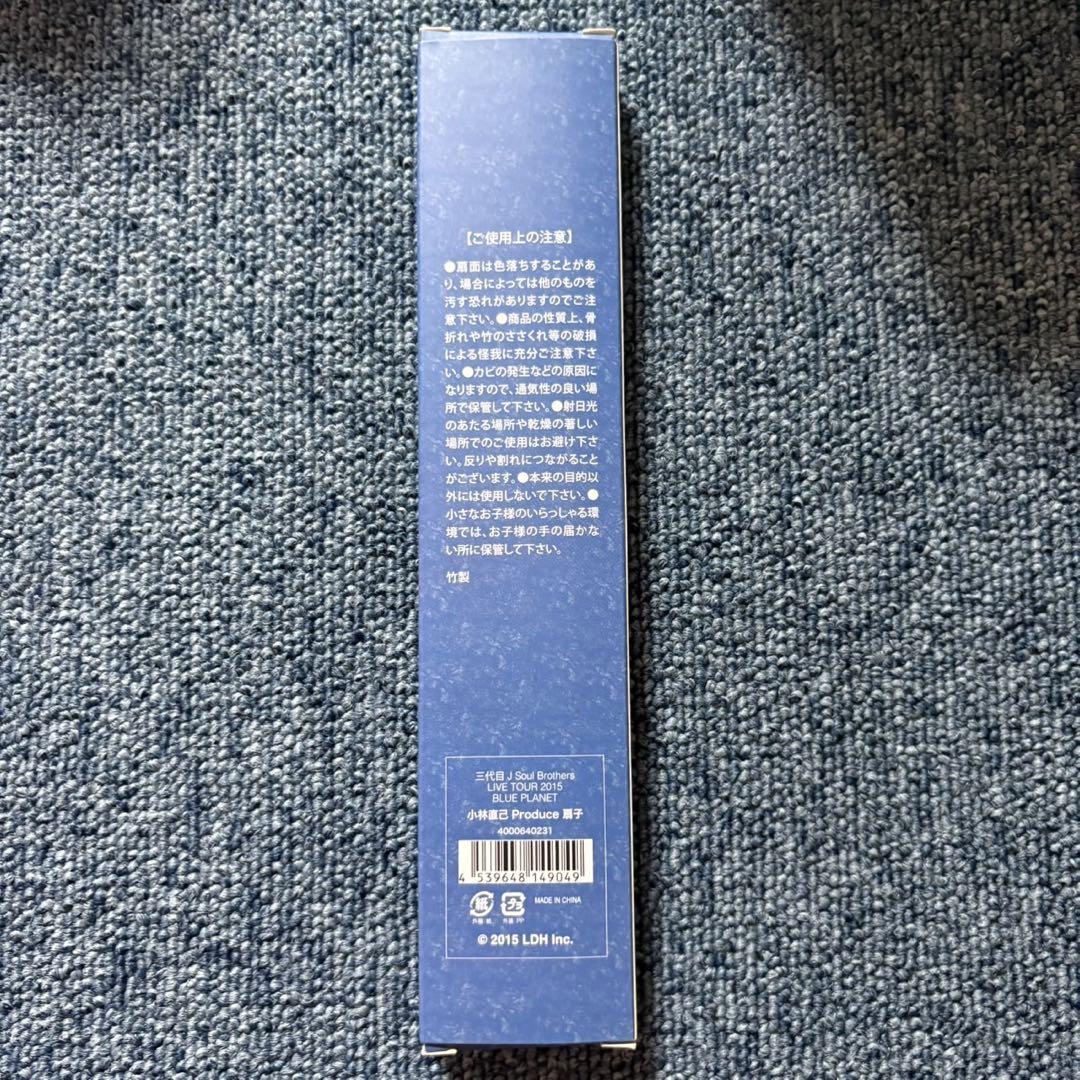 【ご使用上の注意】
●扇面は色落ちすることがあ
り、場合によっては他のものを
汚す恐れがありますのでご注
意下さい。●商品の性質上、骨
折れや竹のささくれ等の破損
による怪我に充分ご注意下さ
い。●カビの発生などの原因に
なりますので、通気性の良い場
所で保管して下さい。●射日光
のあたる場所や乾燥の著しい
場所でのご使用はお避け下さ
い。反りや割れにつながること
がございます。●本来の目的以
外には使用しないで下さい。●
小さなお子様のいらっしゃる環
境では、お子様の手の届かな
い所に保管して下さい。
竹製
三代目 J Soul Brothers
LIVE TOUR 2015
BLUE PLANET
小林直己 Produce 扇子
4000640231
4 539648 149049
紙 プラ MADE IN CHINA
外箱 紙 外装 PP
© 2015 LDH Inc.